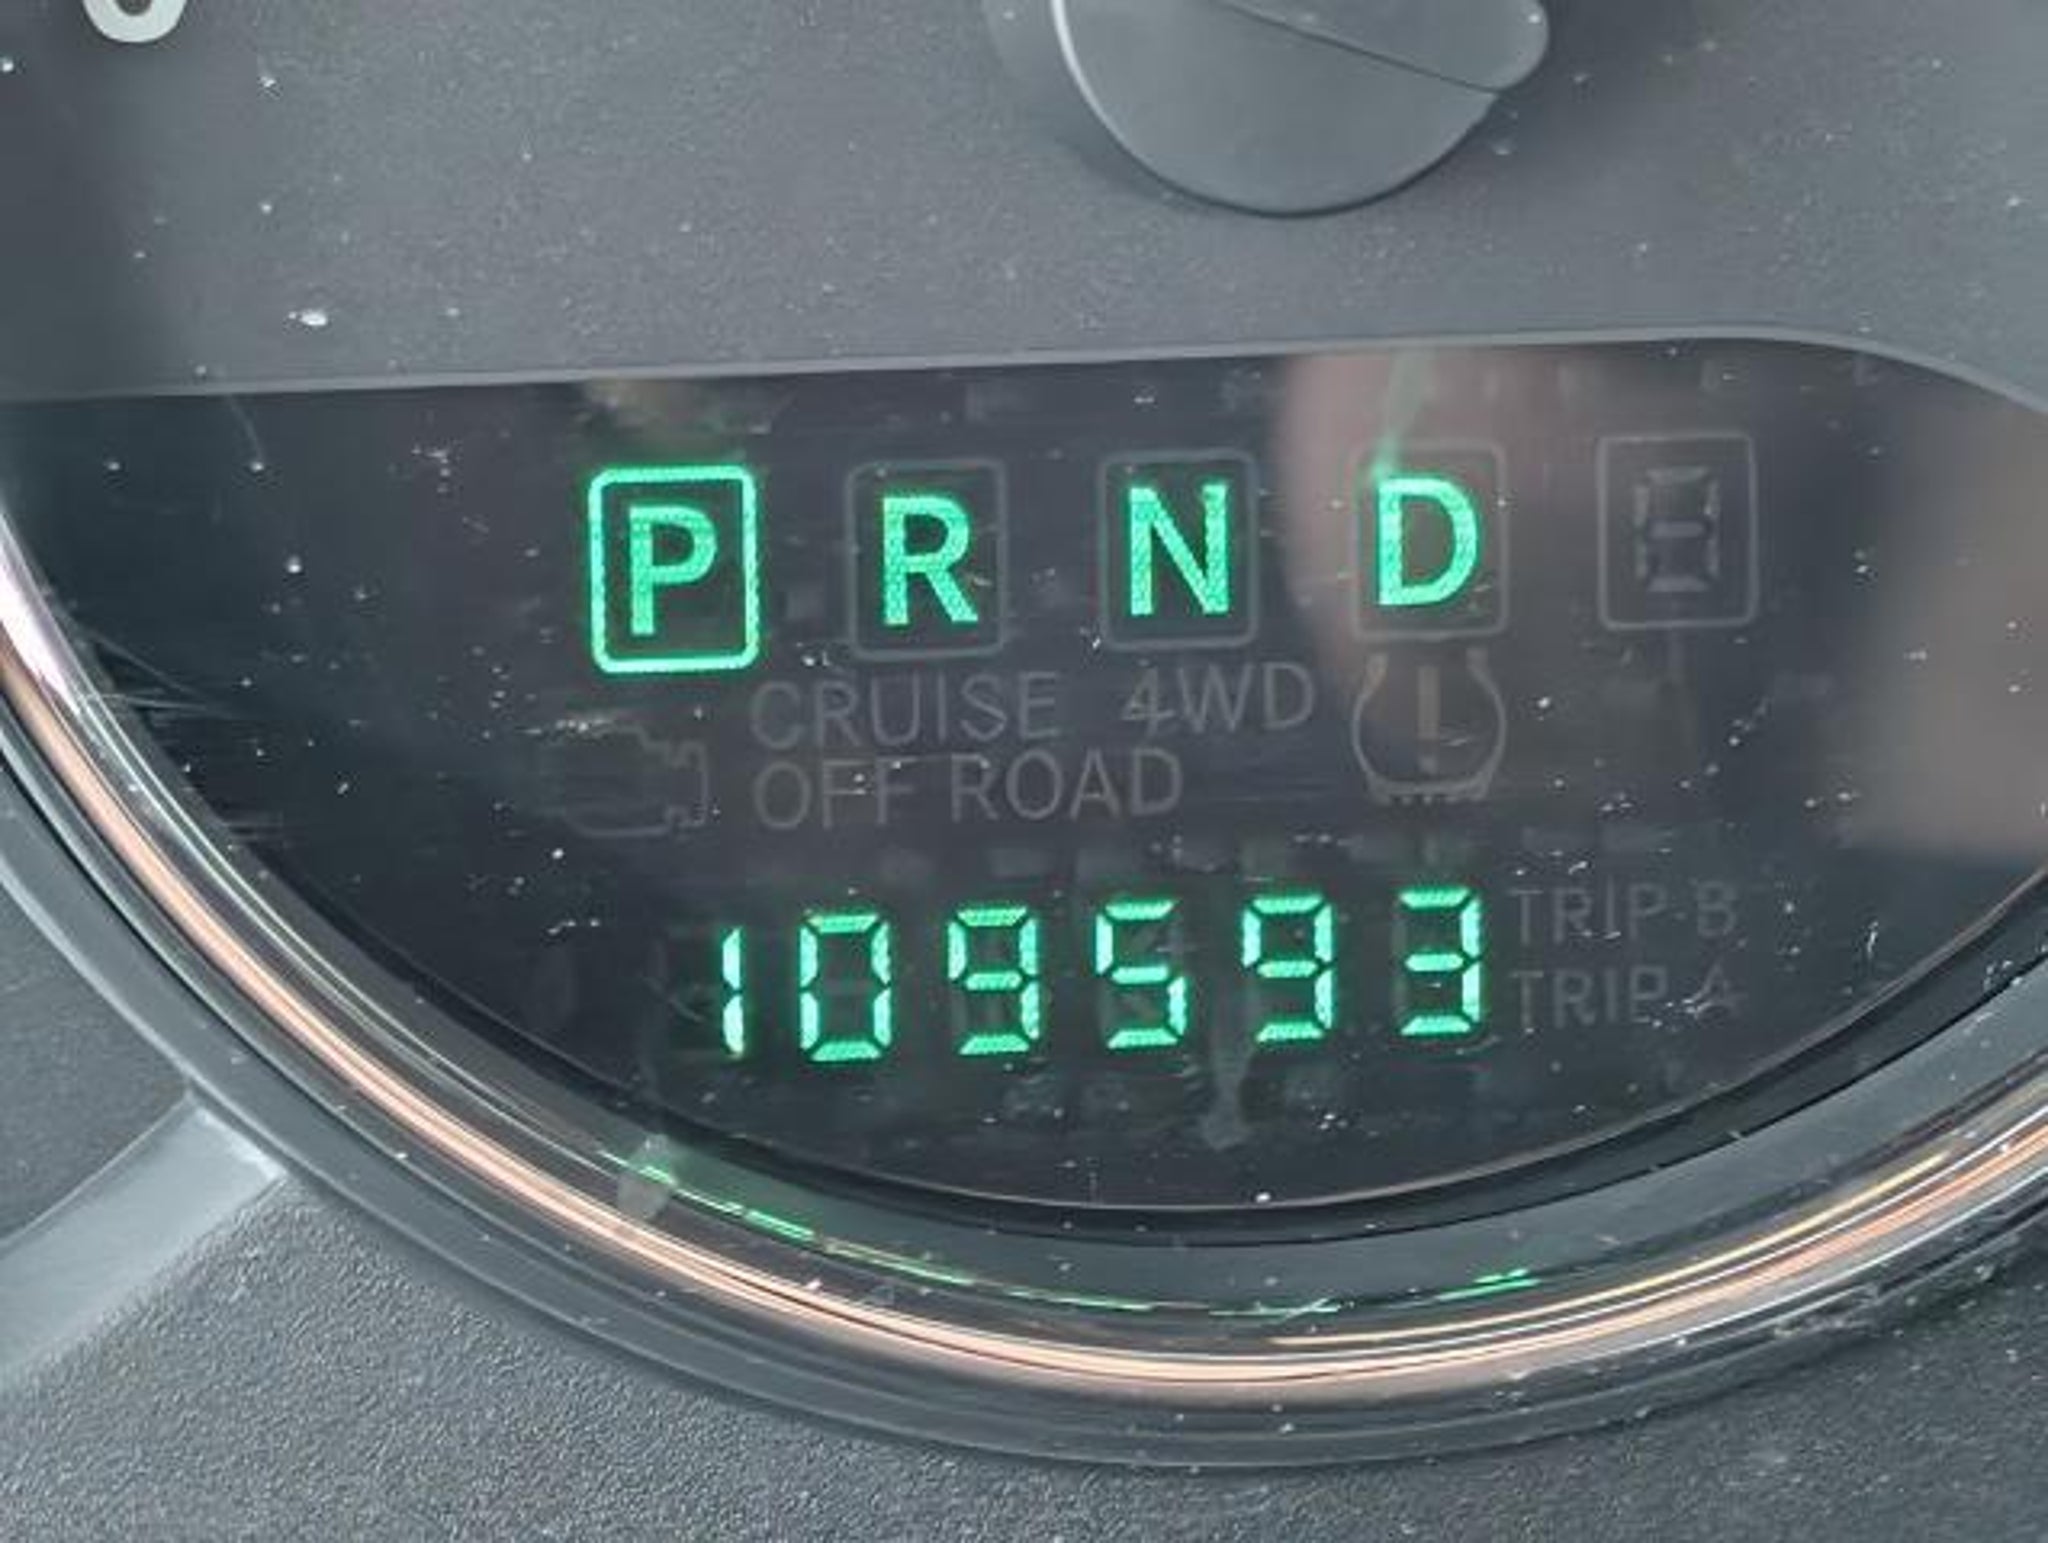 P R N D
CRUISE 4WD
OFF ROAD
TRIP B
109593
TRIP A